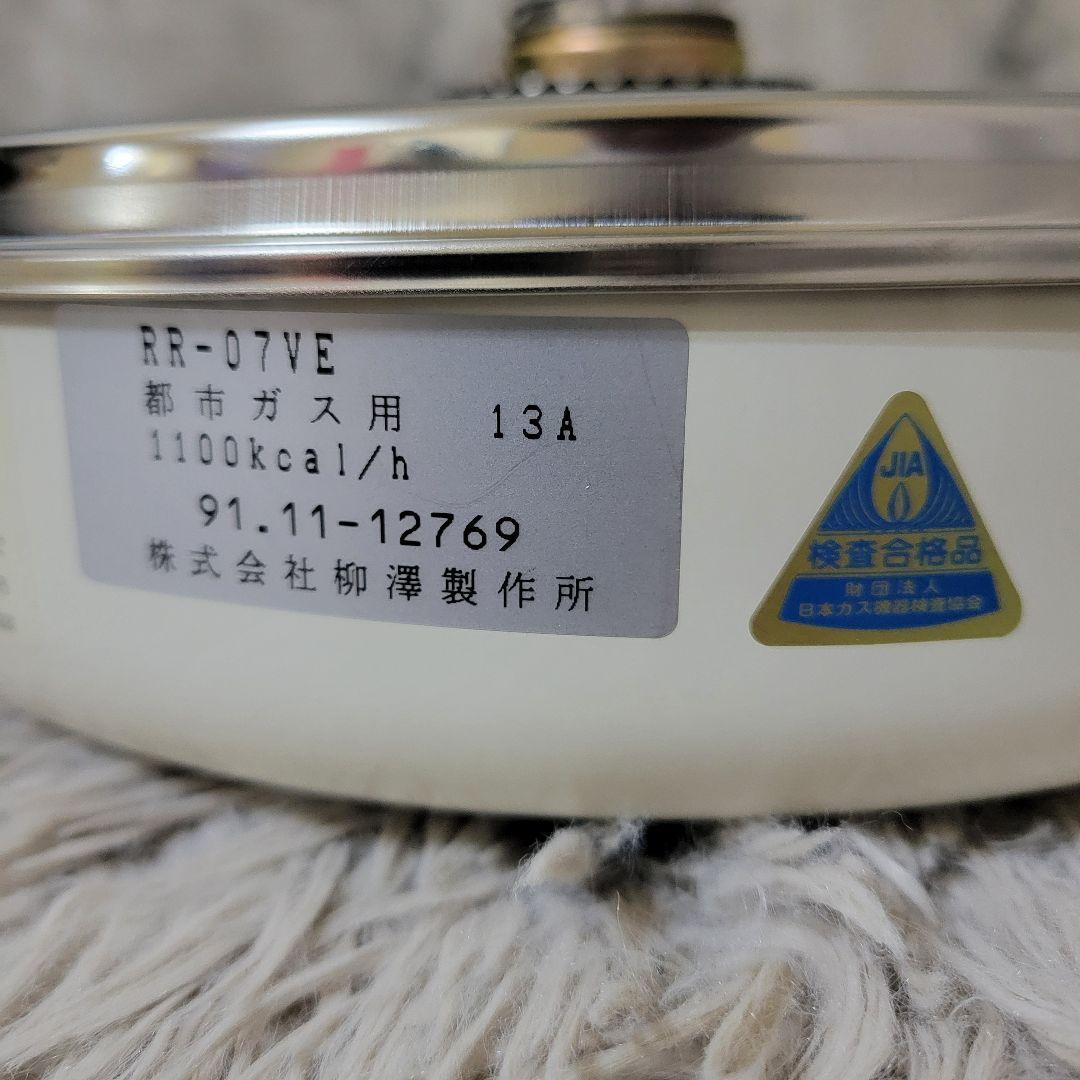 RR-07VE
都市ガス用 13A
1100kcal/h
91.11-12769
株式会社柳澤製作所
JIA
検査合格品
財団法人
日本ガス機器検査協会